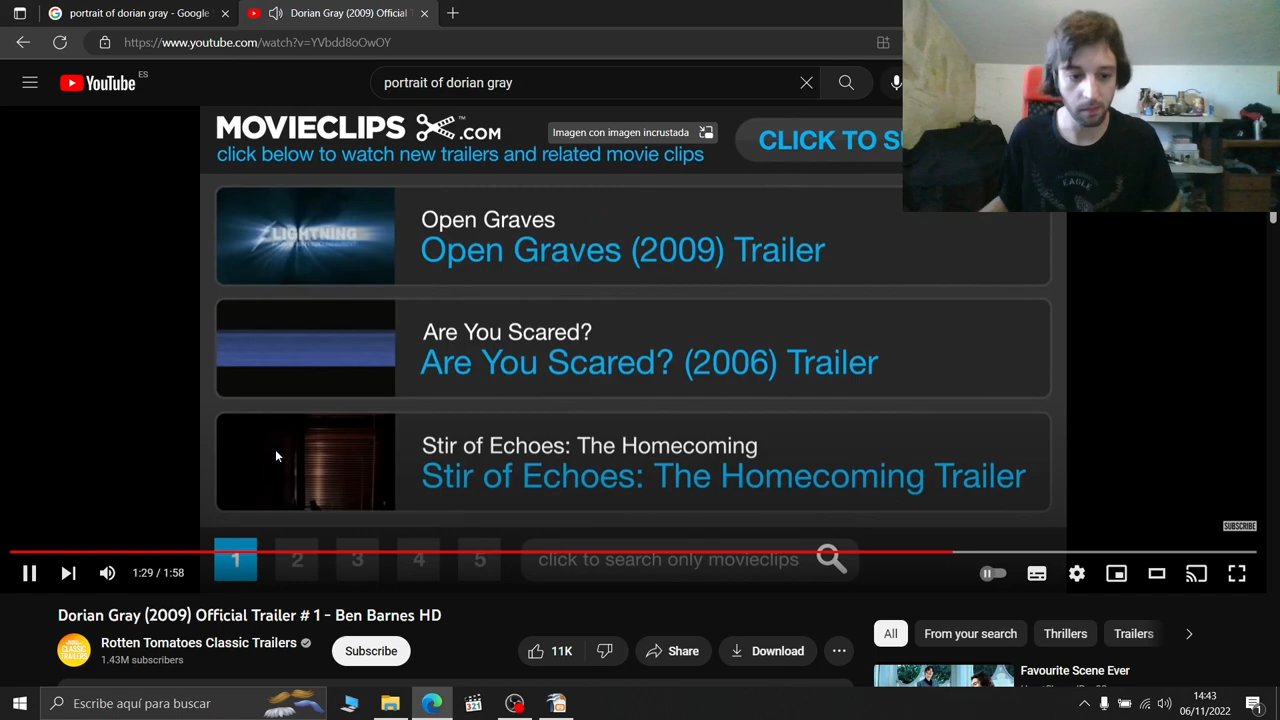 portrait of dorian gray - Google
Dorian Gray (2009) Official
https://www.youtube.com/watch?v=YVbdd8oOwOY
YouTube ES
portrait of dorian gray
MOVIECLIPS .COM
Imagen con imagen incrustada
CLICK TO S
click below to watch new trailers and related movie clips
EAGLE
LIGHTNING
Open Graves
Open Graves (2009) Trailer
Are You Scared?
Are You Scared? (2006) Trailer
Stir of Echoes: The Homecoming
Stir of Echoes: The Homecoming Trailer
SUBSCRIBE
1 2 3 4 5 click to search only movieclips
1:29 / 1:58
Dorian Gray (2009) Official Trailer # 1 - Ben Barnes HD
CLASSIC TRAILERS
Rotten Tomatoes Classic Trailers
1.43M subscribers
Subscribe
11K
Share
Download
All
From your search
Thrillers
Trailers
Favourite Scene Ever
Escribe aquí para buscar
321
14:43
06/11/2022
1